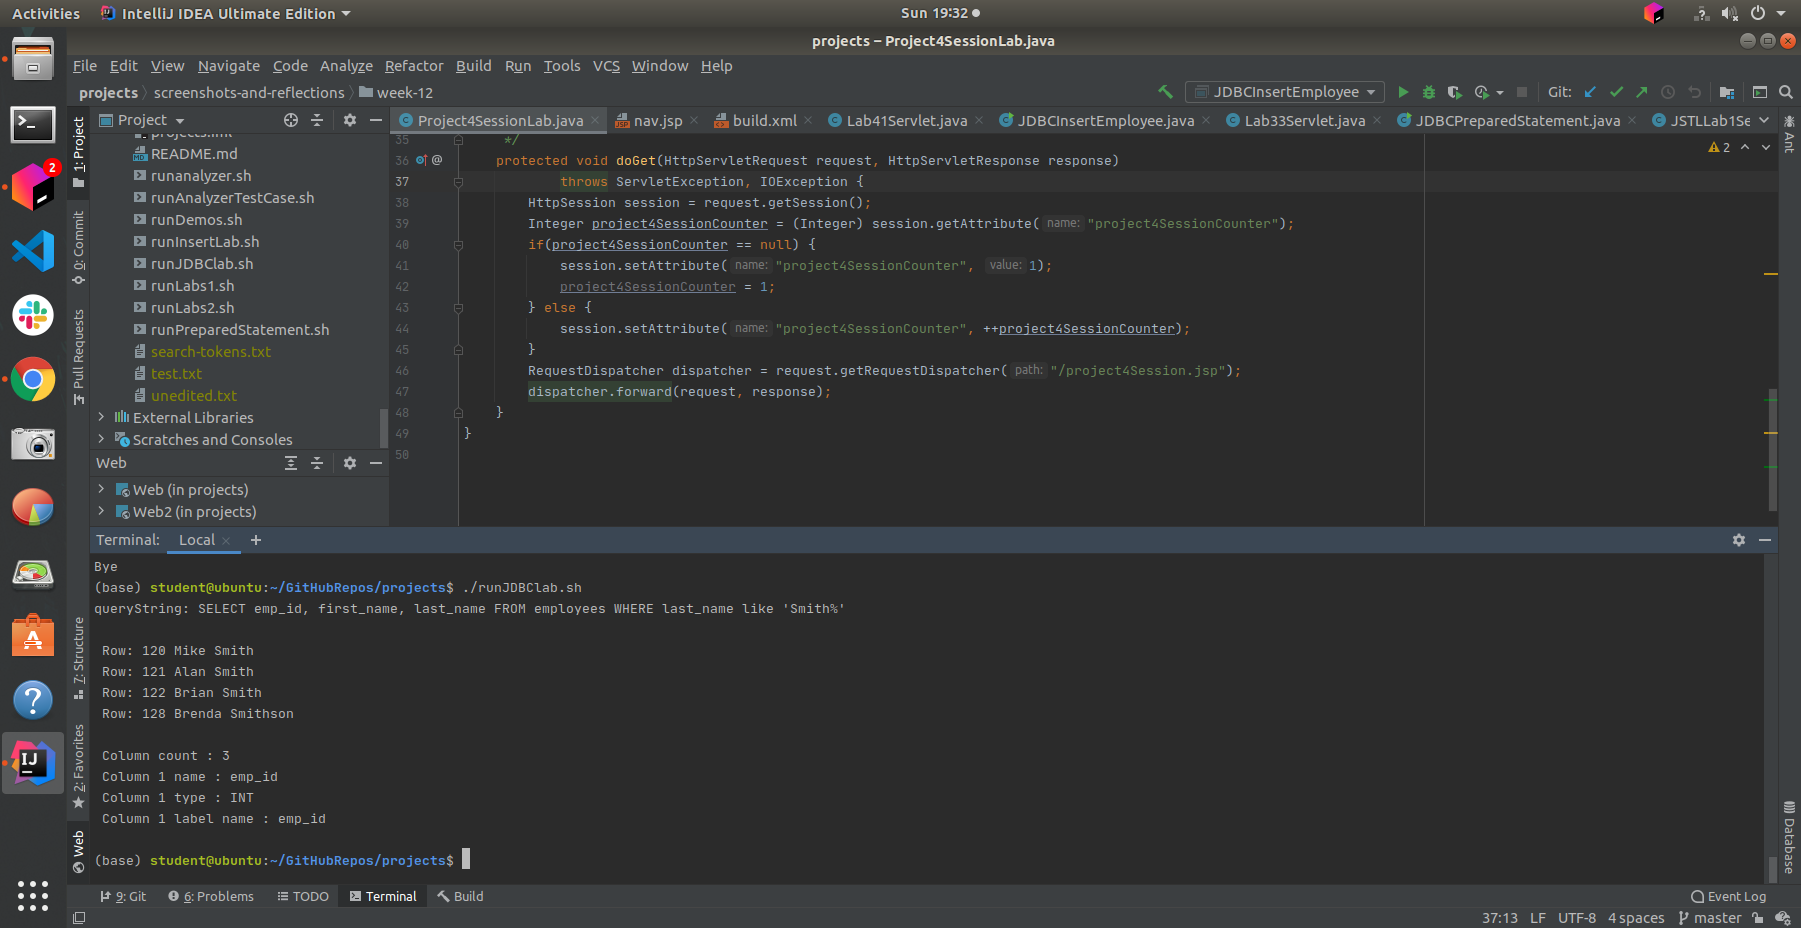 Activities IntelliJ IDEA Ultimate Edition Sun 19:32
projects – Project4SessionLab.java
File Edit View Navigate Code Analyze Refactor Build Run Tools VCS Window Help
projects screenshots-and-reflections week-12 JDBCInsertEmployee Git:
Project
Project4SessionLab.java nav.jsp build.xml Lab41Servlet.java JDBCInsertEmployee.java Lab33Servlet.java JDBCPreparedStatement.java JSTLLab1Se
1: Project
0: Commit
Pull Requests
7: Structure
2: Favorites
Web
2
projects.iml
README.md
runanalyzer.sh
runAnalyzerTestCase.sh
runDemos.sh
runInsertLab.sh
runJDBClab.sh
runLabs1.sh
runLabs2.sh
runPreparedStatement.sh
search-tokens.txt
test.txt
unedited.txt
External Libraries
Scratches and Consoles
Web
Web (in projects)
Web2 (in projects)
35 */
36 @ protected void doGet(HttpServletRequest request, HttpServletResponse response)
37 throws ServletException, IOException {
38 HttpSession session = request.getSession();
39 Integer project4SessionCounter = (Integer) session.getAttribute( name: "project4SessionCounter");
40 if(project4SessionCounter == null) {
41 session.setAttribute( name: "project4SessionCounter", value: 1);
42 project4SessionCounter = 1;
43 } else {
44 session.setAttribute( name: "project4SessionCounter", ++project4SessionCounter);
45 }
46 RequestDispatcher dispatcher = request.getRequestDispatcher( path: "/project4Session.jsp");
47 dispatcher.forward(request, response);
48 }
49 }
50
2
Ant
Database
Terminal: Local +
Bye
(base) student@ubuntu:~/GitHubRepos/projects$ ./runJDBClab.sh
queryString: SELECT emp_id, first_name, last_name FROM employees WHERE last_name like 'Smith%'
Row: 120 Mike Smith
Row: 121 Alan Smith
Row: 122 Brian Smith
Row: 128 Brenda Smithson
Column count : 3
Column 1 name : emp_id
Column 1 type : INT
Column 1 label name : emp_id
(base) student@ubuntu:~/GitHubRepos/projects$
9: Git 6: Problems TODO Terminal Build Event Log
37:13 LF UTF-8 4 spaces master